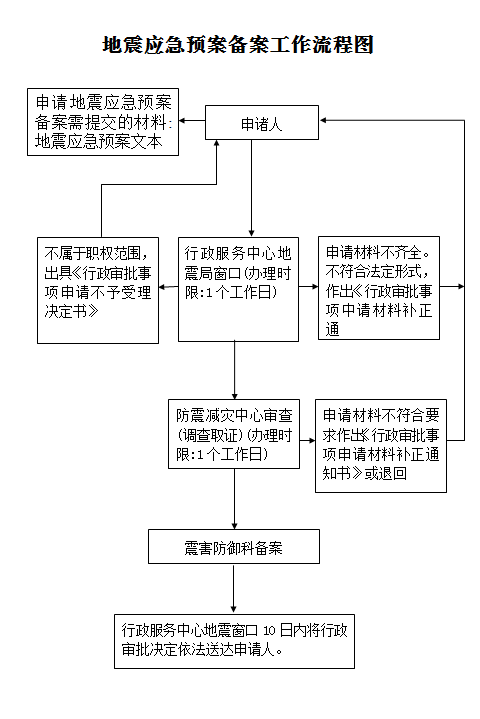 地震应急预案备案工作流程图
申请地震应急预案
备案需提交的材料:
地震应急预案文本
申请人
不属于职权范围,
出具《行政审批事
项申请不予受理
决定书》
行政服务中心地
震局窗口(办理时
限:1个工作日)
申请材料不齐全。
不符合法定形式,
作出《行政审批事
项申请材料补正
通
防震减灾中心审查
(调查取证)(办理时
限:1个工作日)
申请材料不符合要
求作出《行政审批事
项申请材料补正通
知书》或退回
震害防御科备案
行政服务中心地震窗口10日内将行政
审批决定依法送达申请人。